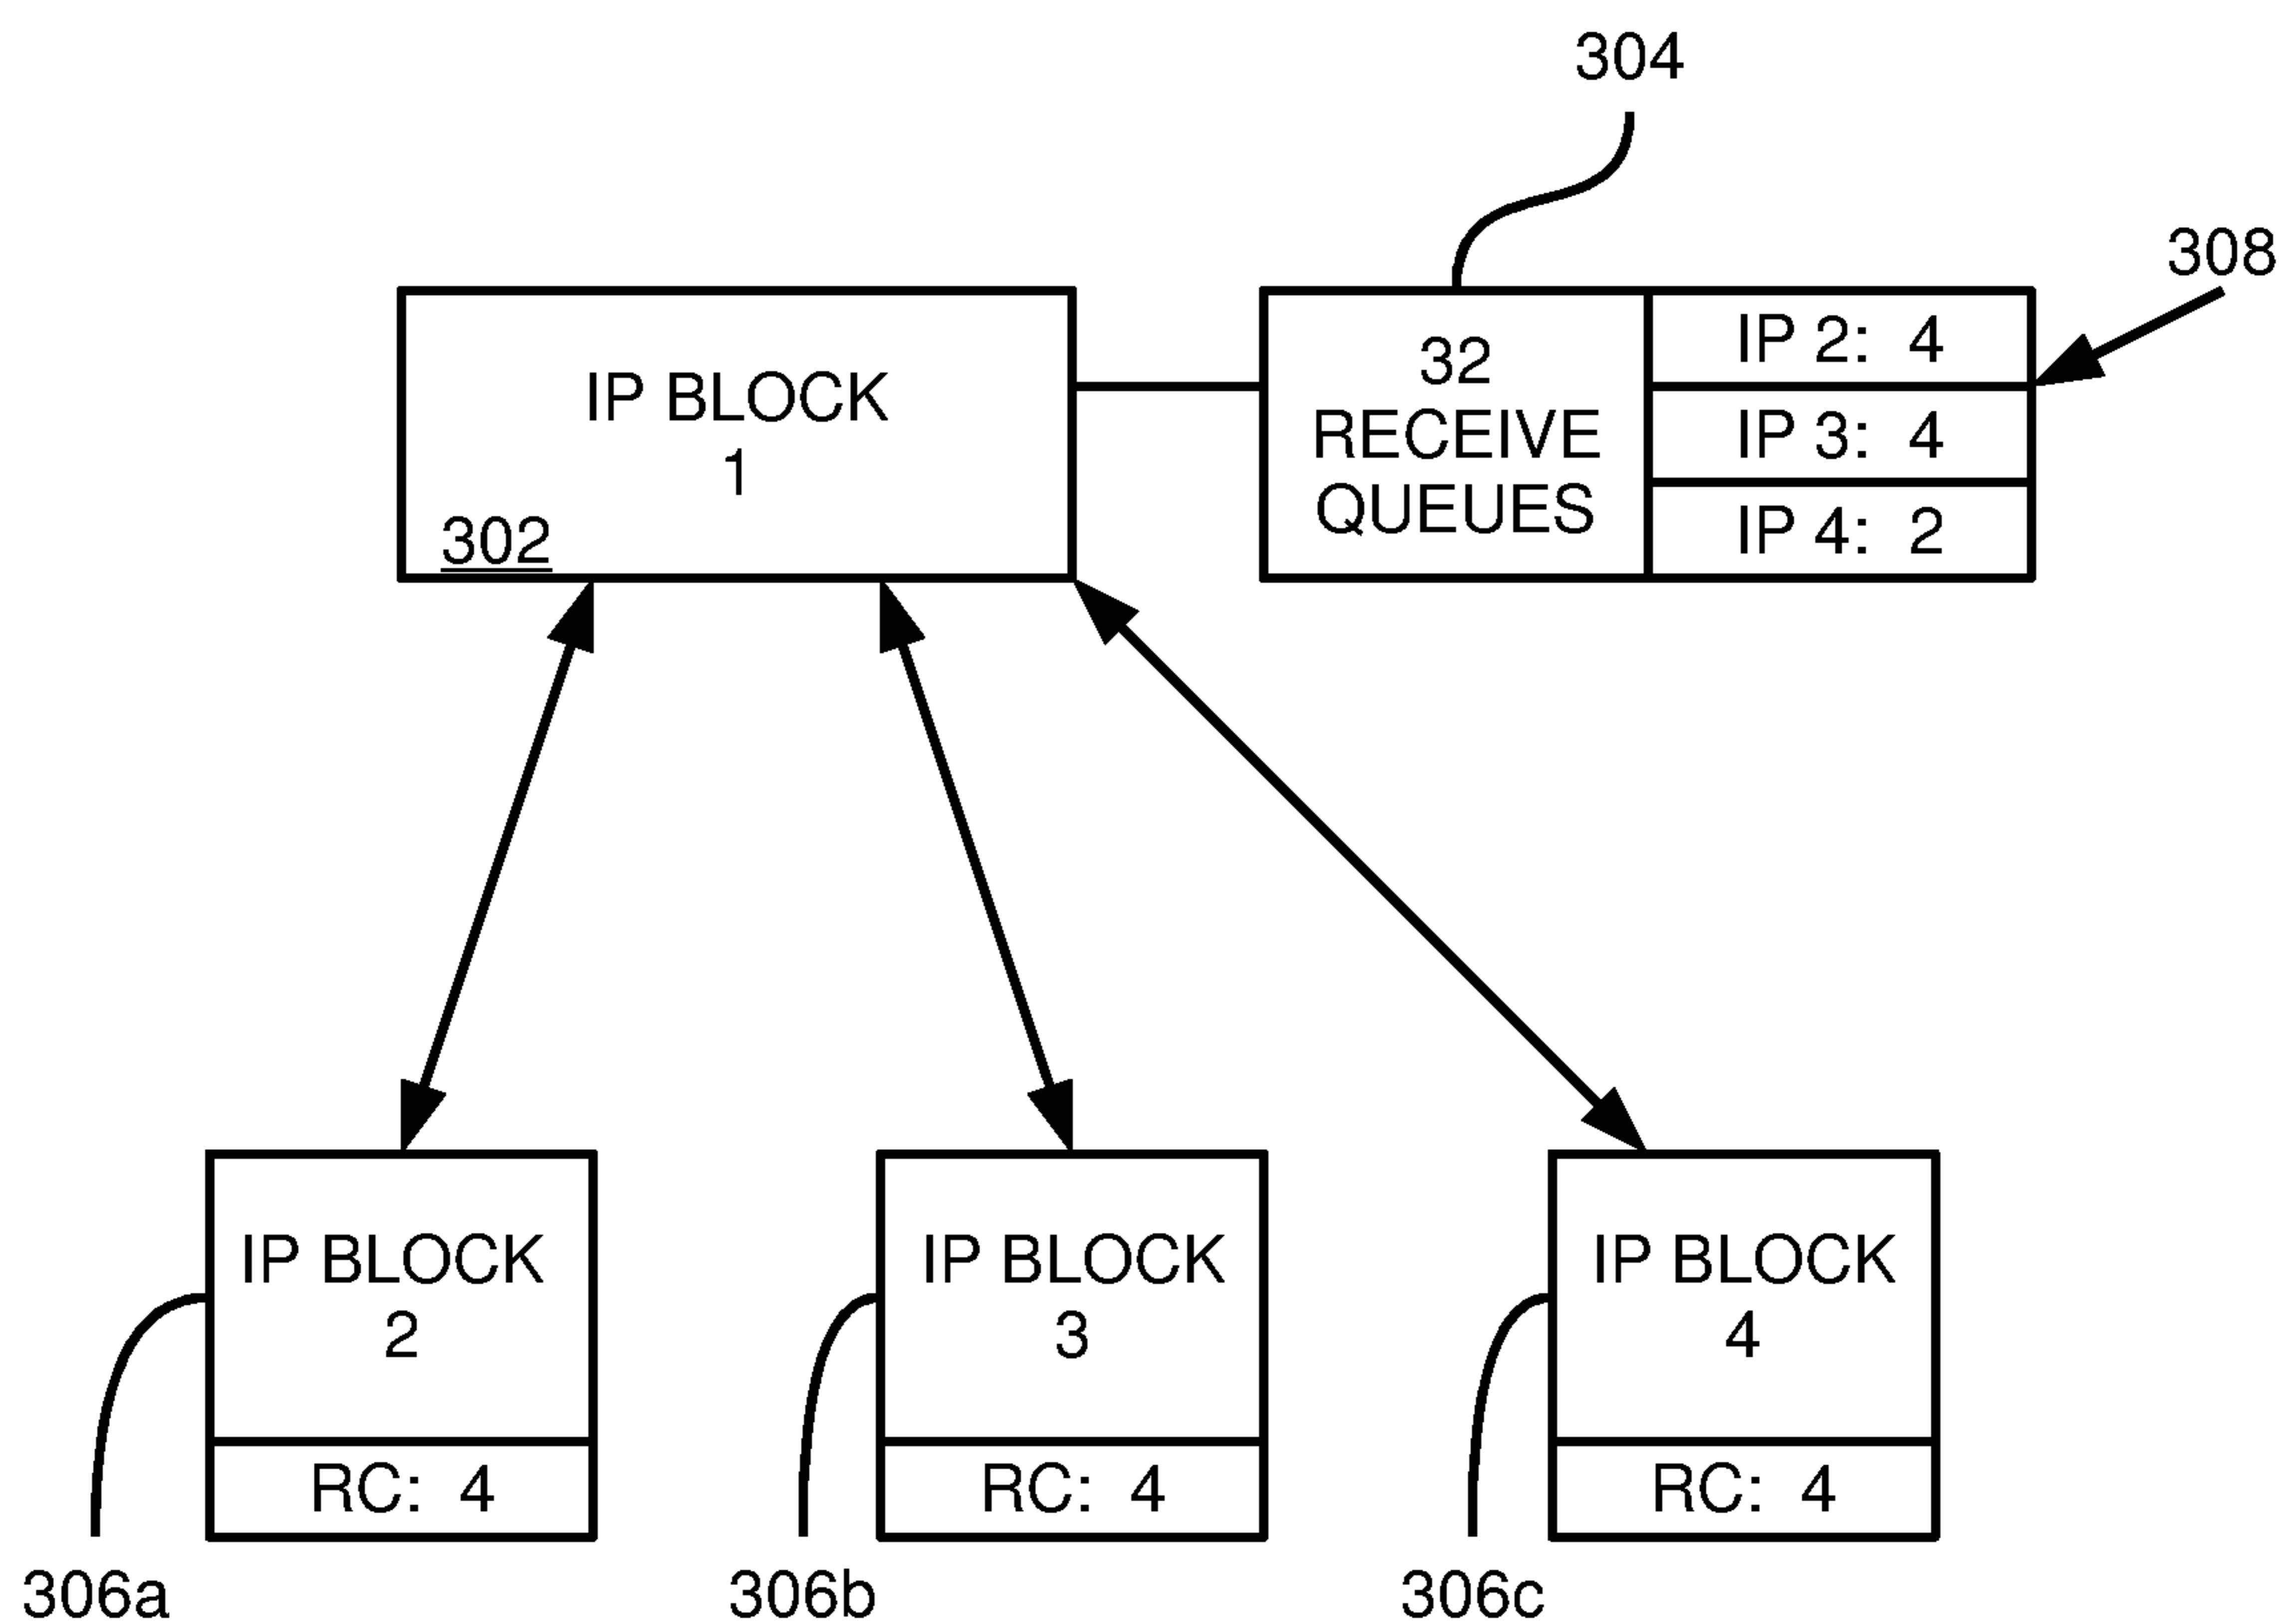 304
308
IP BLOCK
1
302
32
RECEIVE
QUEUES
IP 2: 4
IP 3: 4
IP 4: 2
IP BLOCK
2
RC: 4
306a
IP BLOCK
3
RC: 4
306b
IP BLOCK
4
RC: 4
306c